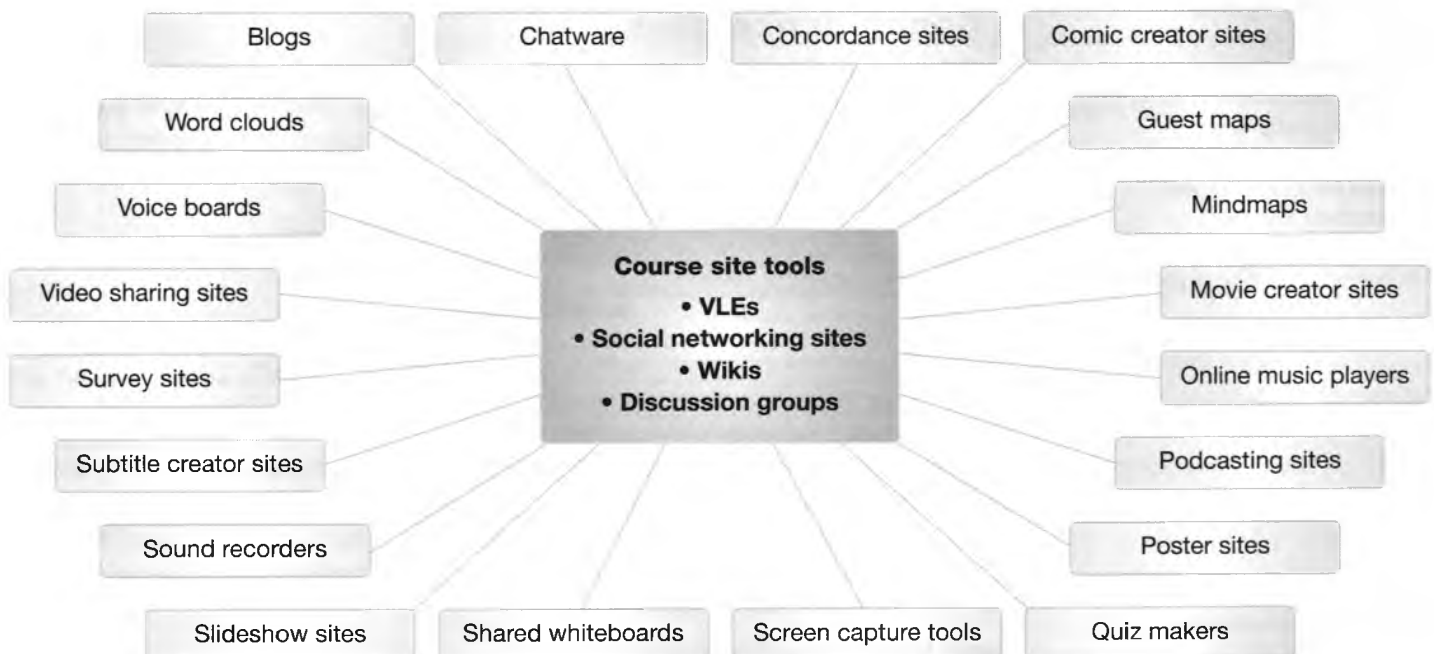 Blogs
Chatware
Concordance sites
Comic creator sites
Word clouds
Guest maps
Voice boards
Mindmaps
Course site tools
• VLEs
• Social networking sites
• Wikis
• Discussion groups
Video sharing sites
Movie creator sites
Survey sites
Online music players
Subtitle creator sites
Podcasting sites
Sound recorders
Poster sites
Slideshow sites
Shared whiteboards
Screen capture tools
Quiz makers